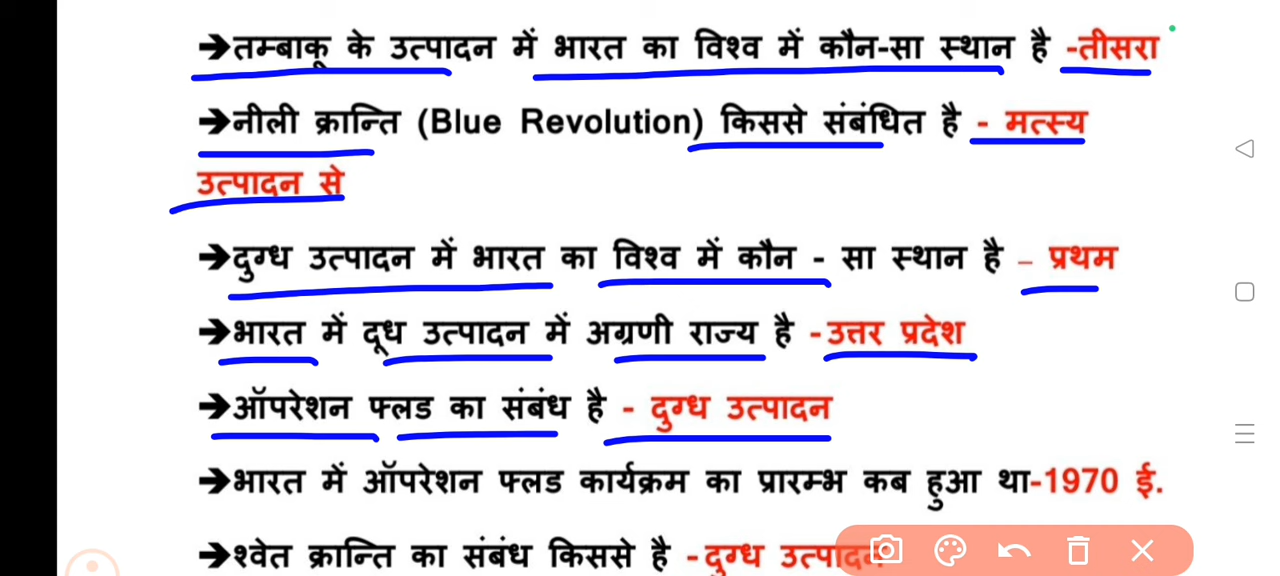 ➔तम्बाकू के उत्पादन में भारत का विश्व में कौन-सा स्थान है -तीसरा
➔नीली क्रान्ति (Blue Revolution) किससे संबंधित है - मत्स्य
उत्पादन से
➔दुग्ध उत्पादन में भारत का विश्व में कौन - सा स्थान है – प्रथम
➔भारत में दूध उत्पादन में अग्रणी राज्य है -उत्तर प्रदेश
➔ऑपरेशन फ्लड का संबंध है - दुग्ध उत्पादन
➔भारत में ऑपरेशन फ्लड कार्यक्रम का प्रारम्भ कब हुआ था-1970 ई.
➔श्वेत क्रान्ति का संबंध किससे है -दुग्ध उत्पादन